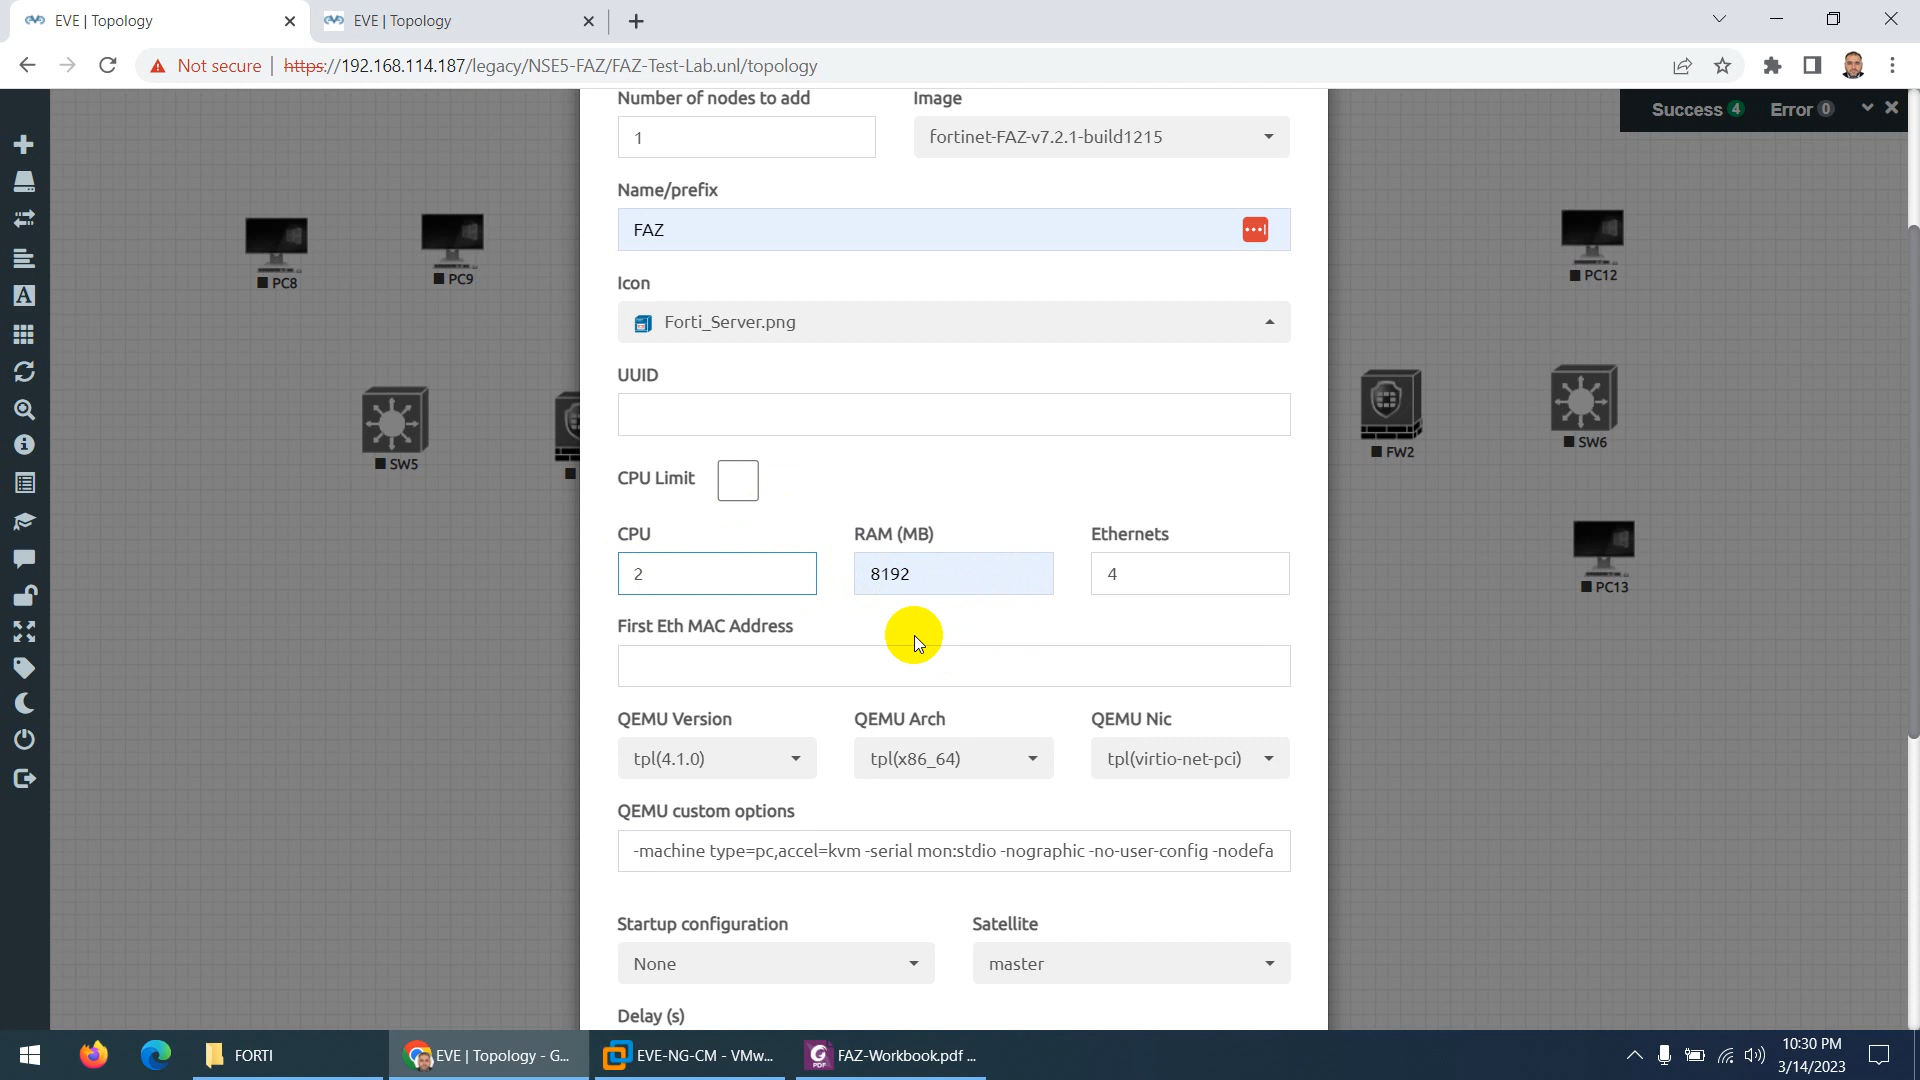 EVE | Topology
EVE | Topology
Not secure
https://192.168.114.187/legacy/NSE5-FAZ/FAZ-Test-Lab.unl/topology
Success 4 Error 0
Number of nodes to add
Image
1
fortinet-FAZ-v7.2.1-build1215
Name/prefix
FAZ
Icon
Forti_Server.png
UUID
CPU Limit
CPU
RAM (MB)
Ethernets
2
8192
4
First Eth MAC Address
QEMU Version
QEMU Arch
QEMU Nic
tpl(4.1.0)
tpl(x86_64)
tpl(virtio-net-pci)
QEMU custom options
-machine type=pc,accel=kvm -serial mon:stdio -nographic -no-user-config -nodefa
Startup configuration
Satellite
None
master
Delay (s)
PC8
PC9
PC12
SW5
FW2
SW6
PC13
FORTI
EVE | Topology - G...
EVE-NG-CM - VMw...
FAZ-Workbook.pdf ...
10:30 PM
3/14/2023